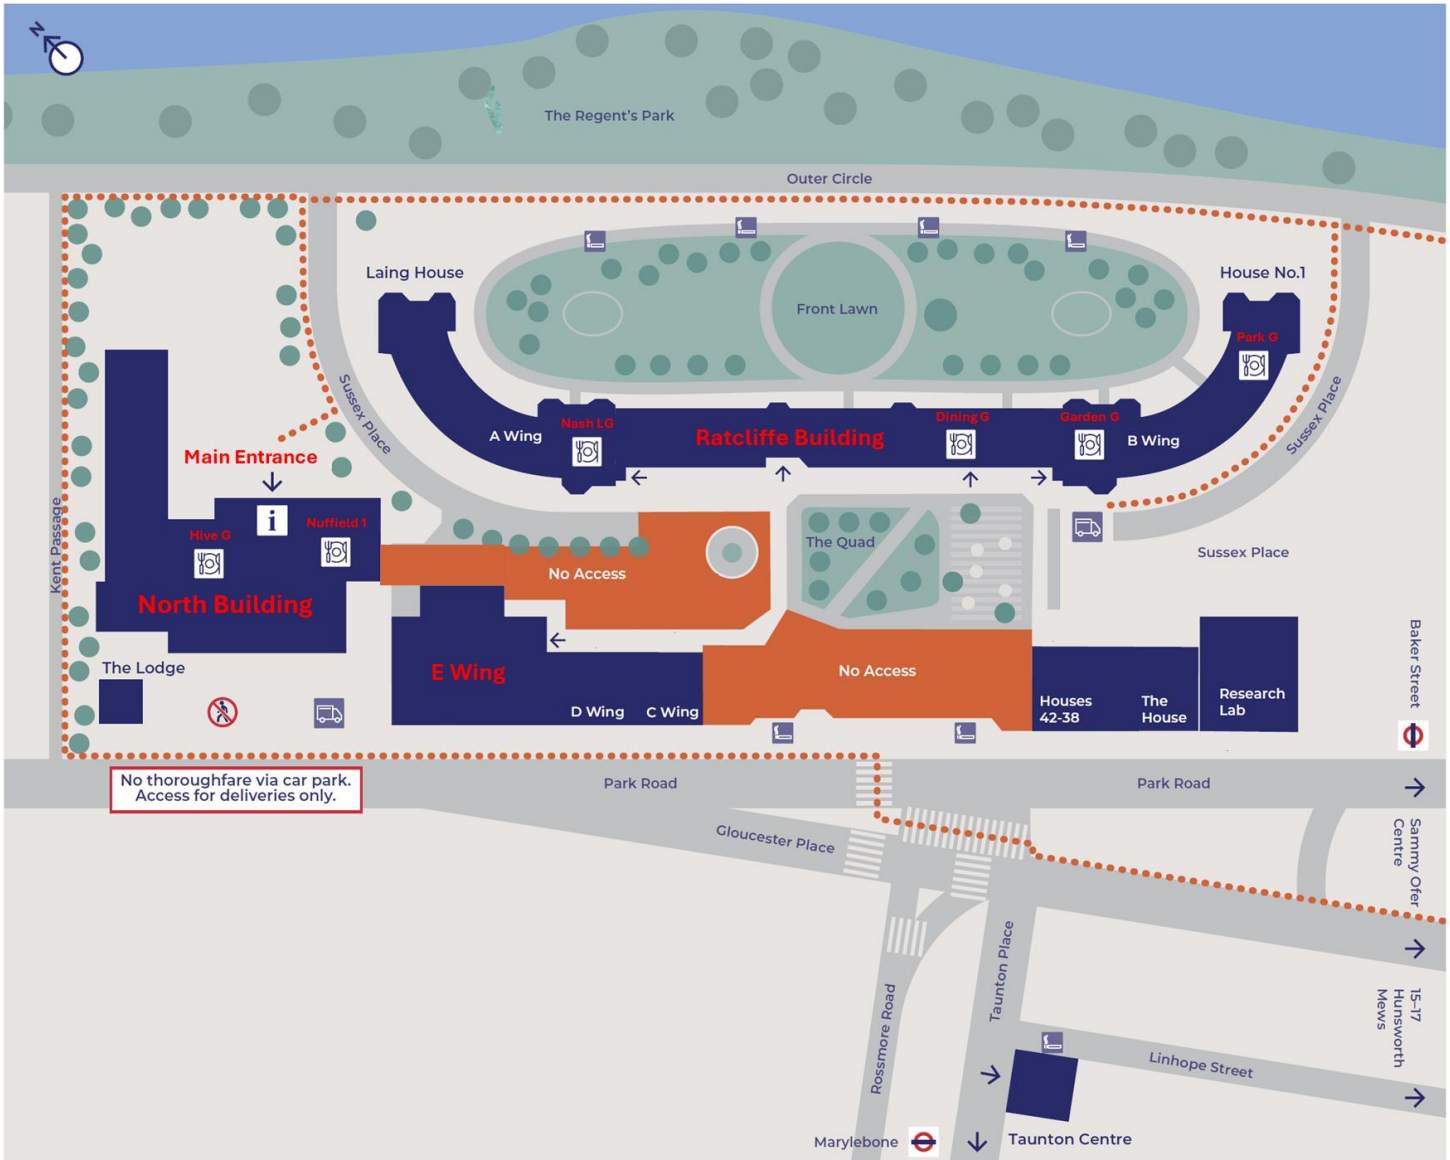 N
The Regent's Park
Outer Circle
Laing House
House No.1
Front Lawn
Park G
Sussex Place
Sussex Place
Nash LG
Dining G
Garden G
A Wing
Ratcliffe Building
B Wing
Main Entrance
i
Hive G
Nuffield 1
Kent Passage
The Quad
Sussex Place
No Access
North Building
E Wing
No Access
The Lodge
D Wing
C Wing
Houses
42-38
The
House
Research
Lab
Baker Street
No thoroughfare via car park.
Access for deliveries only.
Park Road
Park Road
Gloucester Place
Sammy Ofer
Centre
Taunton Place
Rossmore Road
15–17
Hunsworth
Mews
Linhope Street
Marylebone
Taunton Centre